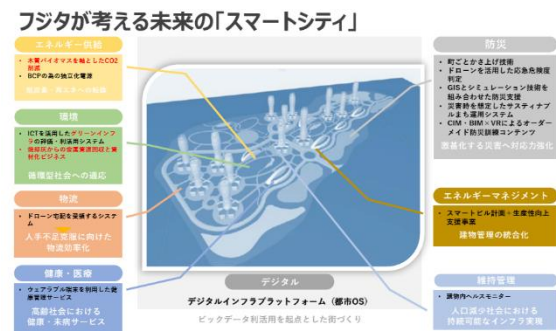 フジタが考える未来の「スマートシティ」
エネルギー供給
• 木質バイオマスを軸としたCO2
削減
• BCPの為の独立化電源
環境
• ICTを活用したグリーンインフ
ラの評価・利活用システム
循環型社会への適応
物流
• ドローン宅配を支援するシステ
ム
人手不足克服に向けた
物流効率化
健康・医療
• ウェアラブル端末を利用した健
康管理サービス
高齢社会における
健康・未病サービス
デジタル
デジタルインフラプラットフォーム（都市OS）
ビックデータ利活用を起点とした街づくり
防災
• 町ごとかさ上げ技術
• ドローンを活用した応急危険度
判定
• GISとシミュレーション技術を
組み合わせた防災支援
• 災害時を想定したサスティナブ
ルまち運用システム
• CIM・BIM×VRによるオーダー
メイド防災訓練コンテンツ
激甚化する災害へ対応力強化
エネルギーマネジメント
• スマートビル計画・生産性向上
支援事業
建物管理の統合化
維持管理
• 建物内ヘルスモニター
人口減少社会における
持続可能なインフラ実現